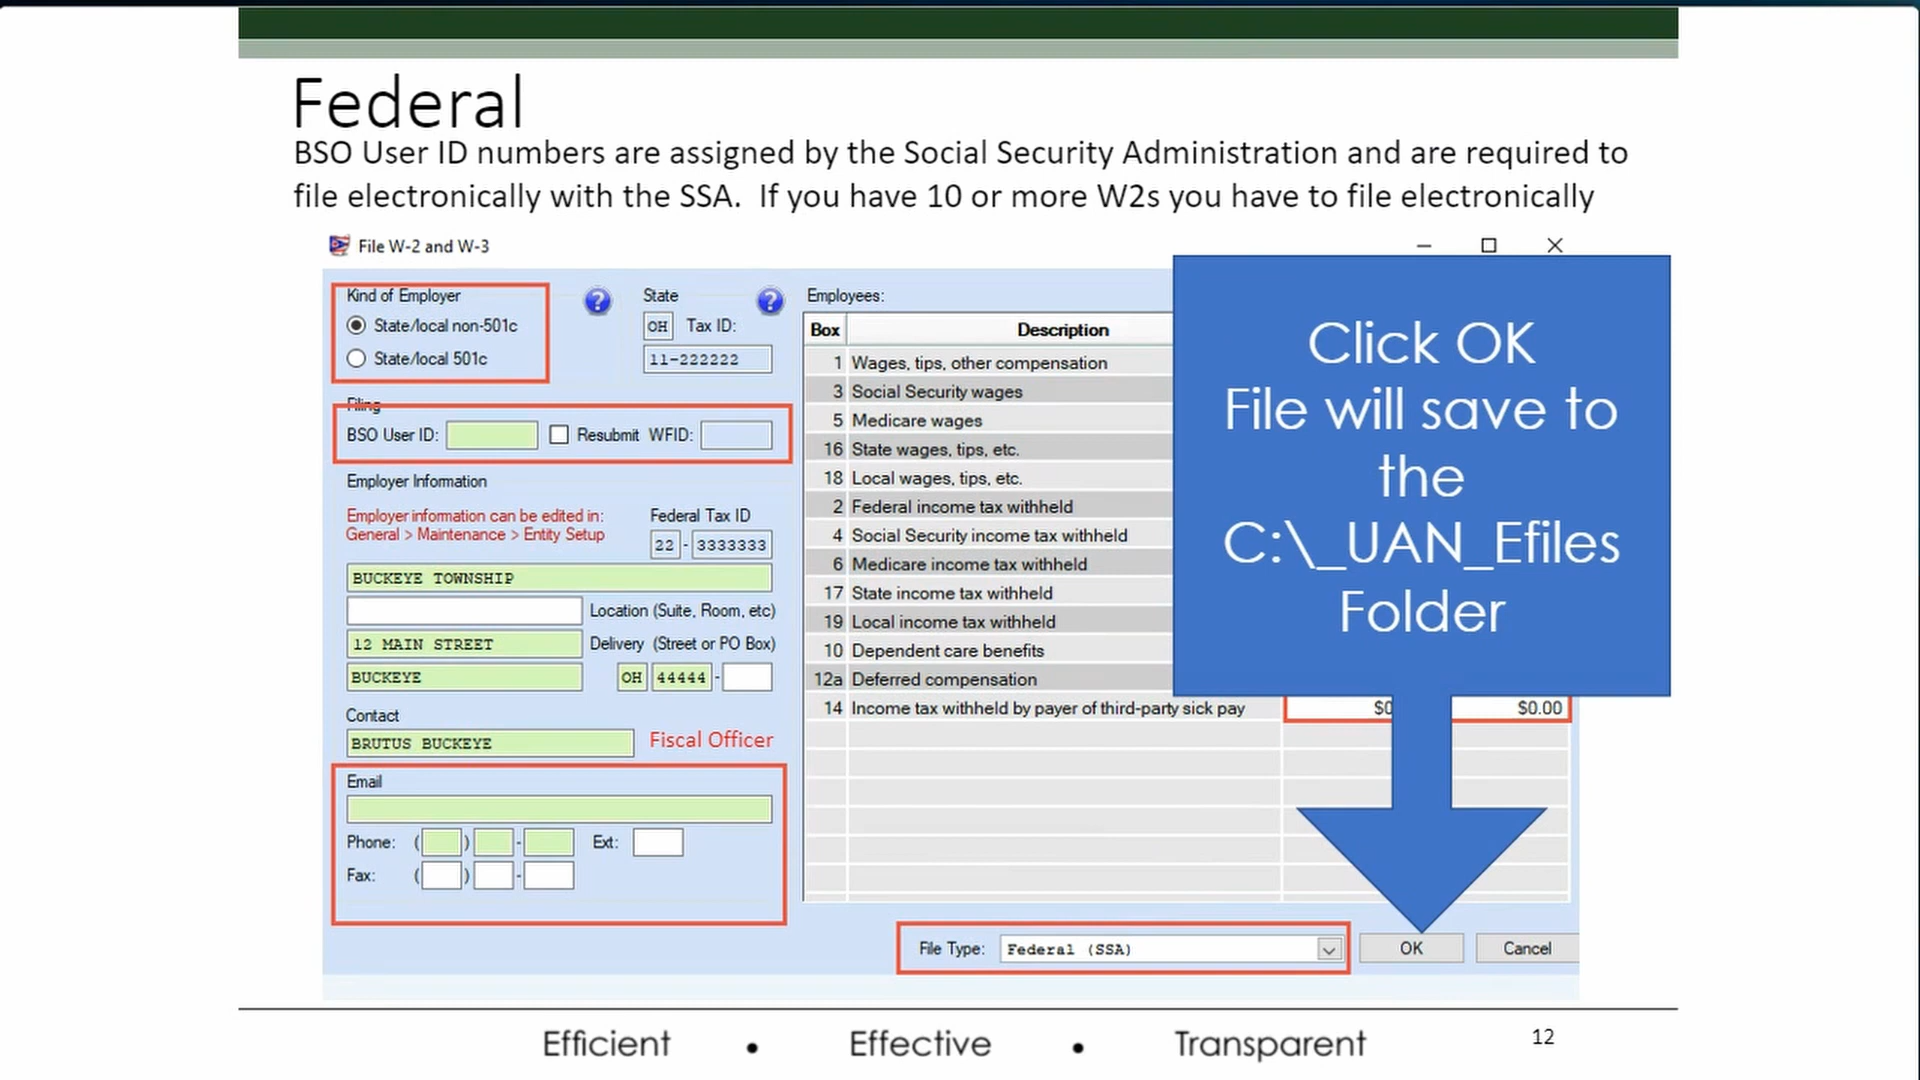 Federal
BSO User ID numbers are assigned by the Social Security Administration and are required to
file electronically with the SSA.  If you have 10 or more W2s you have to file electronically
File W-2 and W-3
Kind of Employer
State/local non-501c
State/local 501c
State
OH Tax ID:
11-222222
Filing
BSO User ID: Resubmit WFID:
Employer Information
Employer information can be edited in:
General > Maintenance > Entity Setup
Federal Tax ID
22 - 3333333
BUCKEYE TOWNSHIP
Location (Suite, Room, etc)
12 MAIN STREET Delivery (Street or PO Box)
BUCKEYE OH 44444 -
Contact
BRUTUS BUCKEYE Fiscal Officer
Email
Phone: ( ) - Ext:
Fax: ( ) -
Employees:
Box Description
1 Wages, tips, other compensation
3 Social Security wages
5 Medicare wages
16 State wages, tips, etc.
18 Local wages, tips, etc.
2 Federal income tax withheld
4 Social Security income tax withheld
6 Medicare income tax withheld
17 State income tax withheld
19 Local income tax withheld
10 Dependent care benefits
12a Deferred compensation
14 Income tax withheld by payer of third-party sick pay $0 $0.00
Click OK
File will save to
the
C:\_UAN_Efiles
Folder
File Type: Federal (SSA) OK Cancel
Efficient • Effective • Transparent
12